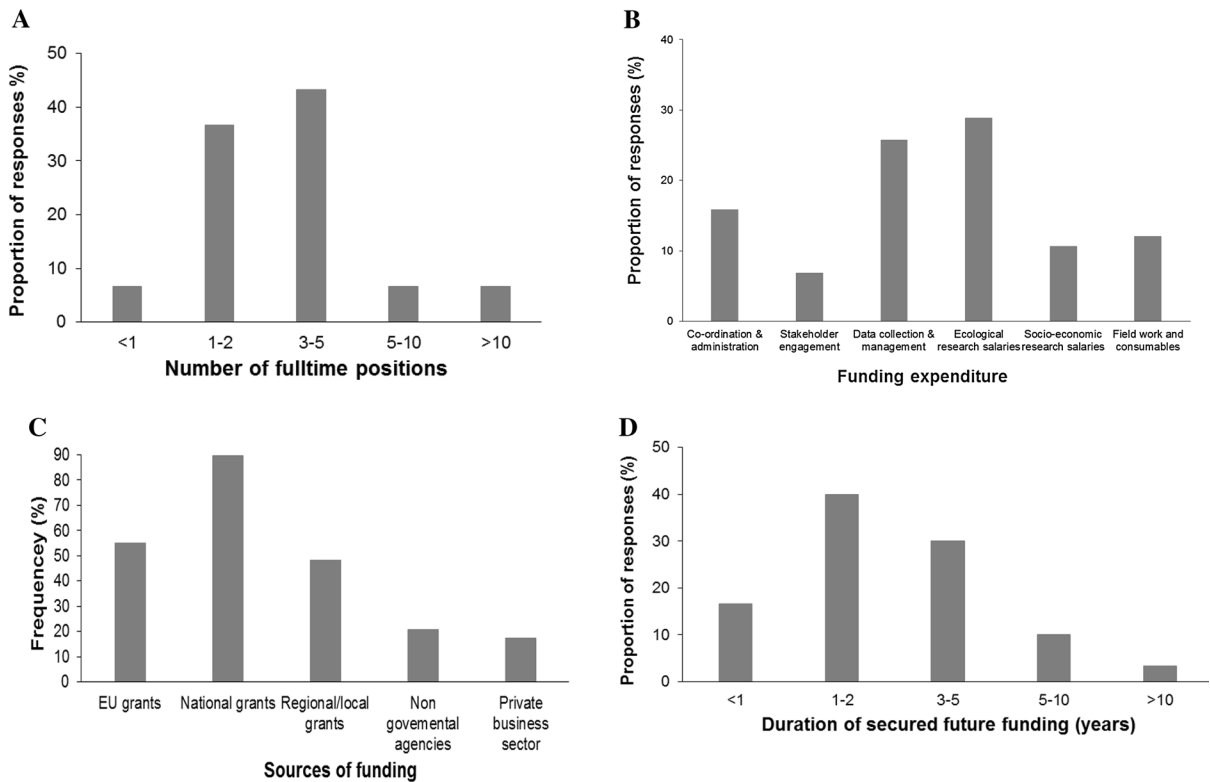 A
Proportion of responses %)
50
40
30
20
10
0
<1 1-2 3-5 5-10 >10
Number of fulltime positions
B
Proportion of responses (%)
40
30
20
10
0
Co-ordination & administration
Stakeholder engagement
Data collection & management
Ecological research salaries
Socio-economic research salaries
Field work and consumables
Funding expenditure
C
Frequencey (%)
90
80
70
60
50
40
30
20
10
0
EU grants
National grants
Regional/local grants
Non govemental agencies
Private business sector
Sources of funding
D
Proportion of responses (%)
50
40
30
20
10
0
<1 1-2 3-5 5-10 >10
Duration of secured future funding (years)